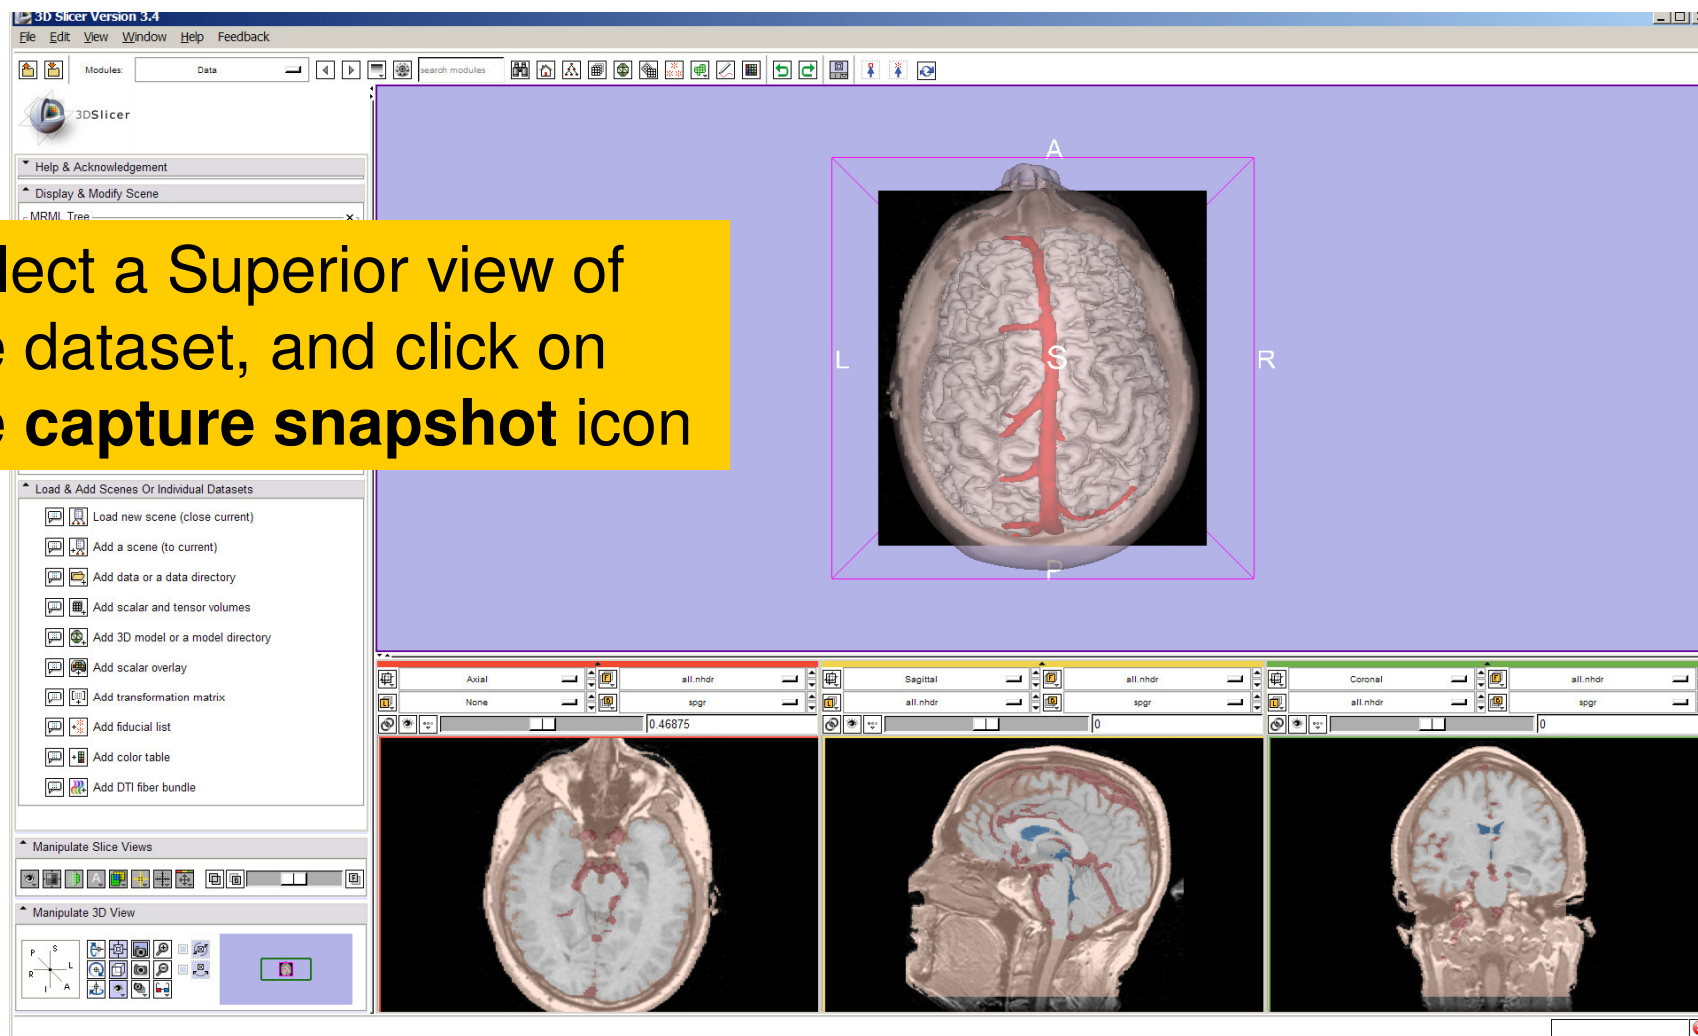 3D Slicer Version 3.4
File Edit View Window Help Feedback
Modules: Data search modules
3DSlicer
Help & Acknowledgement
Display & Modify Scene
MRML Tree
lect a Superior view of
e dataset, and click on
e capture snapshot icon
A
L S R
P
Load & Add Scenes Or Individual Datasets
Load new scene (close current)
Add a scene (to current)
Add data or a data directory
Add scalar and tensor volumes
Add 3D model or a model directory
Add scalar overlay
Add transformation matrix
Add fiducial list
Add color table
Add DTI fiber bundle
Manipulate Slice Views
Manipulate 3D View
P S
R L
I A
Axial all.nhdr
None spgr
0.46875
Sagittal all.nhdr
all.nhdr spgr
0
Coronal all.nhdr
all.nhdr spgr
0